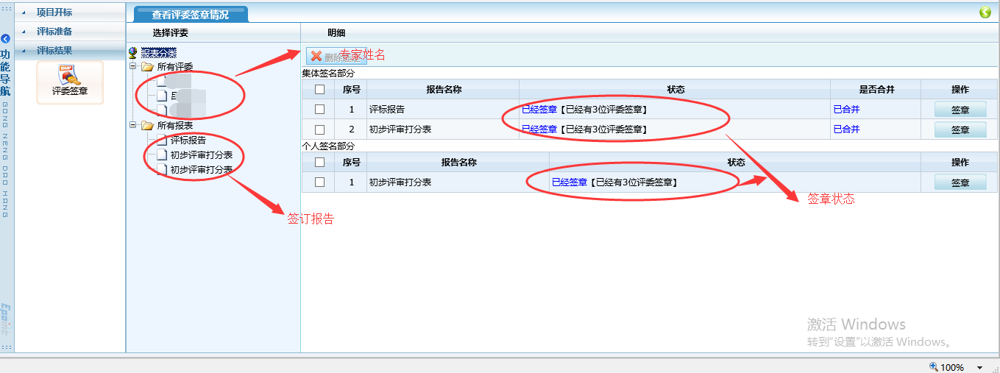 项目开标
评标准备
评标结果
评委签章
功能导航
GONG NENG DAO HANG
Epoint
查看评委签章情况
选择评委
明细
报表分类
所有评委
所有报表
评标报告
初步评审打分表
初步评审打分表
专家姓名
删除
集体签名部分
序号 报告名称 状态 是否合并 操作
1 评标报告 已经签章【已经有3位评委签章】 已合并 签章
2 初步评审打分表 已经签章【已经有3位评委签章】 已合并 签章
个人签名部分
序号 报告名称 状态 操作
1 初步评审打分表 已经签章【已经有3位评委签章】 签章
签章状态
签订报告
激活 Windows
转到"设置"以激活 Windows。
100%